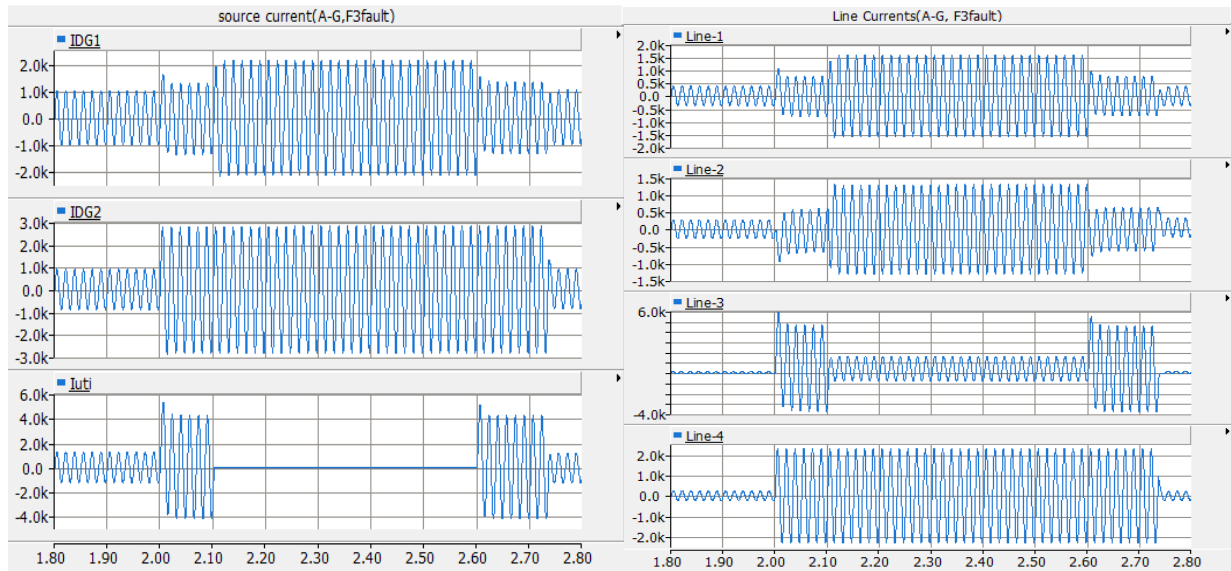 source current(A-G,F3fault)
IDG1
2.0k
1.0k
0.0
-1.0k
-2.0k
IDG2
3.0k
2.0k
1.0k
0.0
-1.0k
-2.0k
-3.0k
Iuti
6.0k
4.0k
2.0k
0.0
-2.0k
-4.0k
1.80 2.00 2.10 2.20 2.30 2.40 2.50 2.60 2.70 2.80
Line Currents(A-G, F3fault)
Line-1
2.0k
1.5k
1.0k
0.5k
0.0
-0.5k
-1.0k
-1.5k
-2.0k
Line-2
1.5k
1.0k
0.5k
0.0
-0.5k
-1.0k
-1.5k
Line-3
6.0k
-4.0k
Line-4
2.0k
1.0k
0.0
-1.0k
-2.0k
1.80 2.00 2.10 2.20 2.30 2.40 2.50 2.60 2.70 2.80